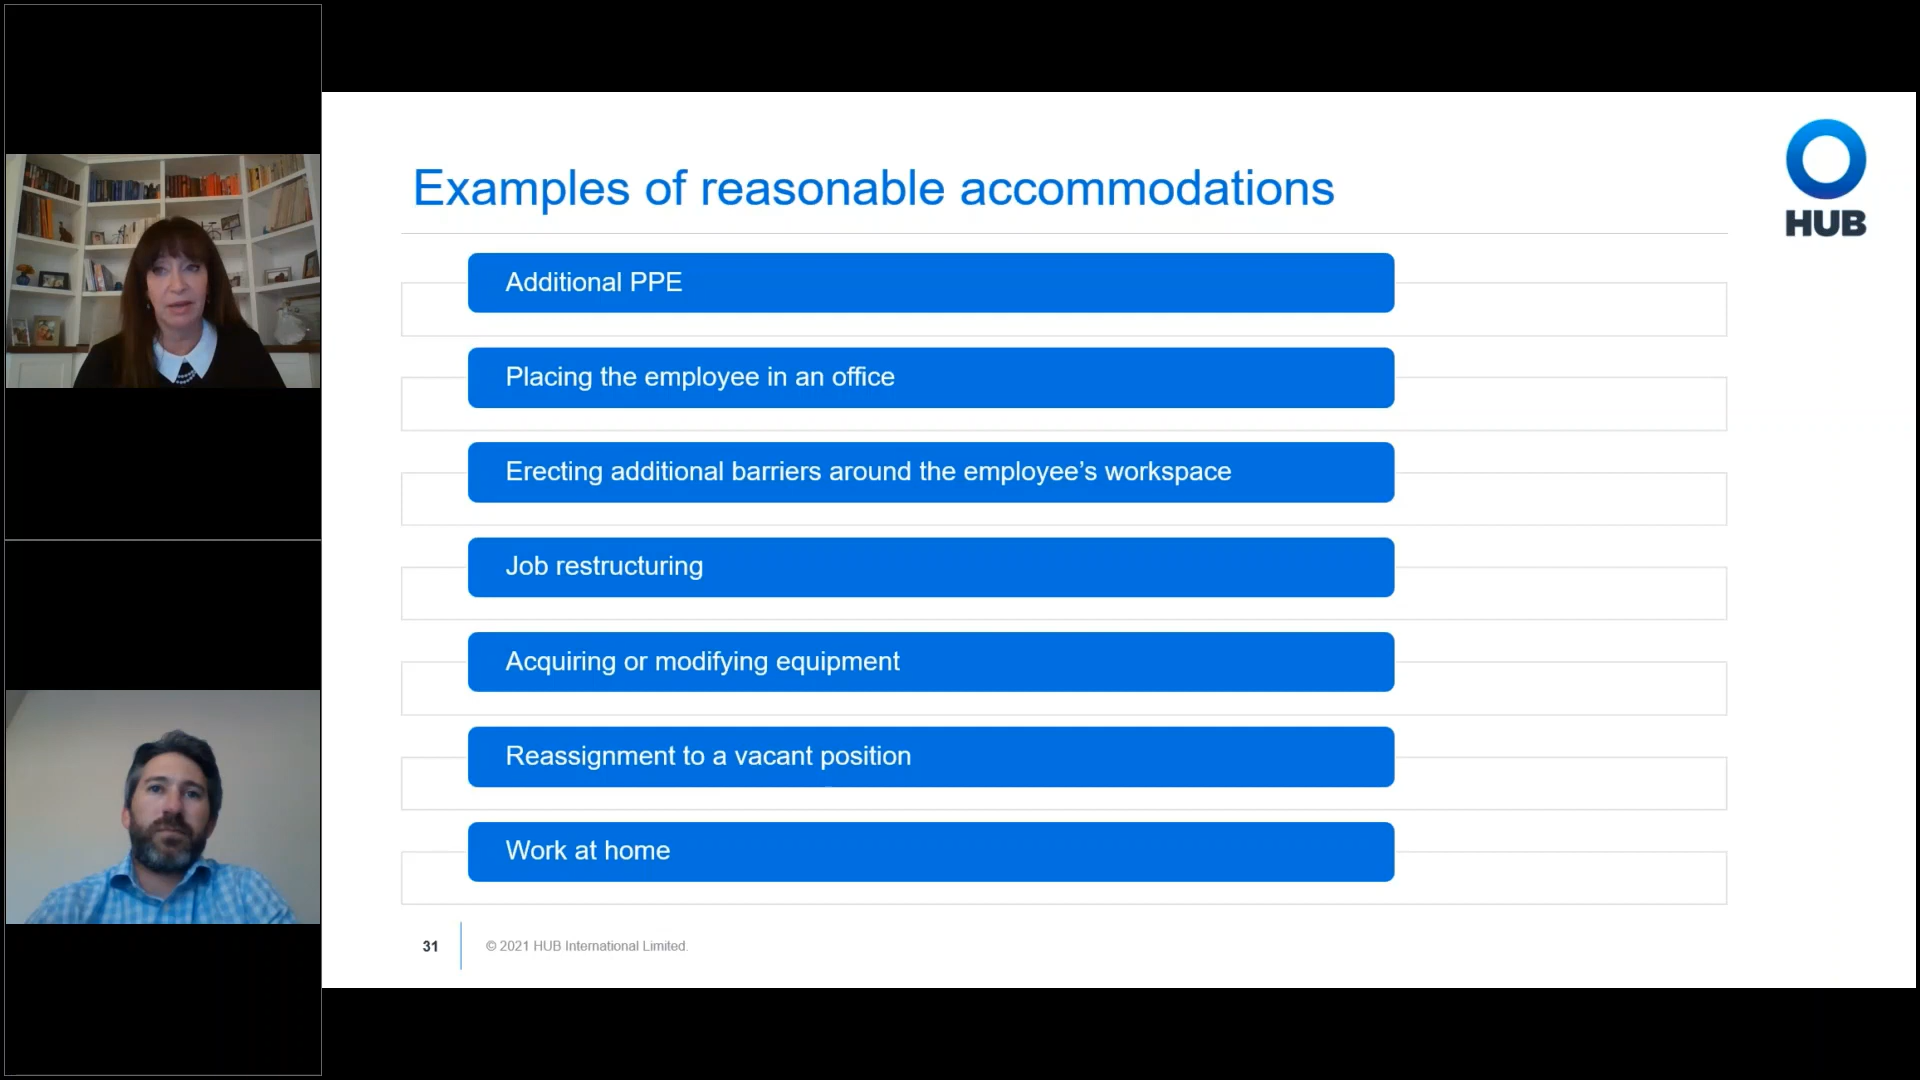 Examples of reasonable accommodations
HUB
Additional PPE
Placing the employee in an office
Erecting additional barriers around the employee’s workspace
Job restructuring
Acquiring or modifying equipment
Reassignment to a vacant position
Work at home
31
© 2021 HUB International Limited.